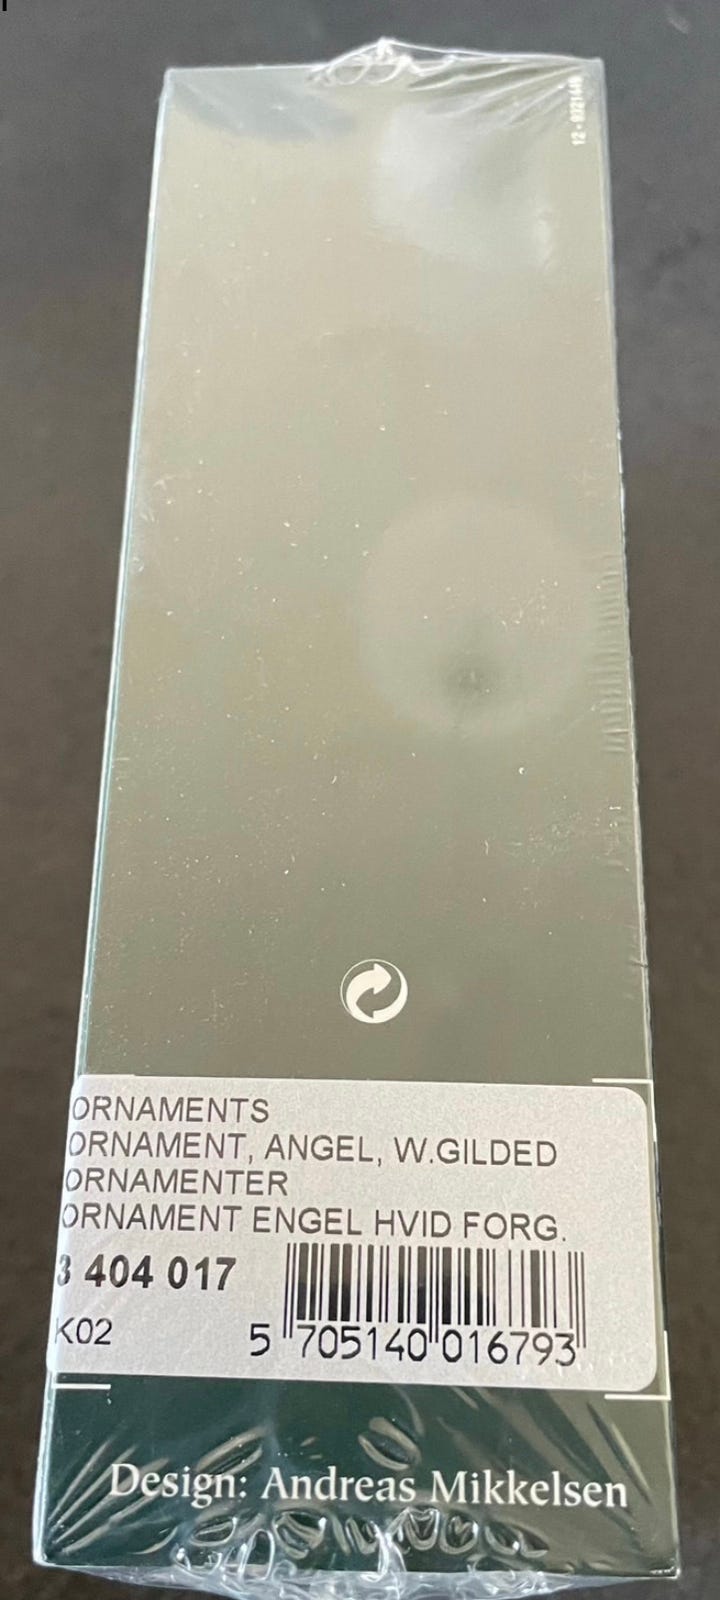 ORNAMENTS
ORNAMENT, ANGEL, W.GILDED
ORNAMENTER
ORNAMENT ENGEL HVID FORG.
3 404 017
K02
5 705140 016793
Design: Andreas Mikkelsen